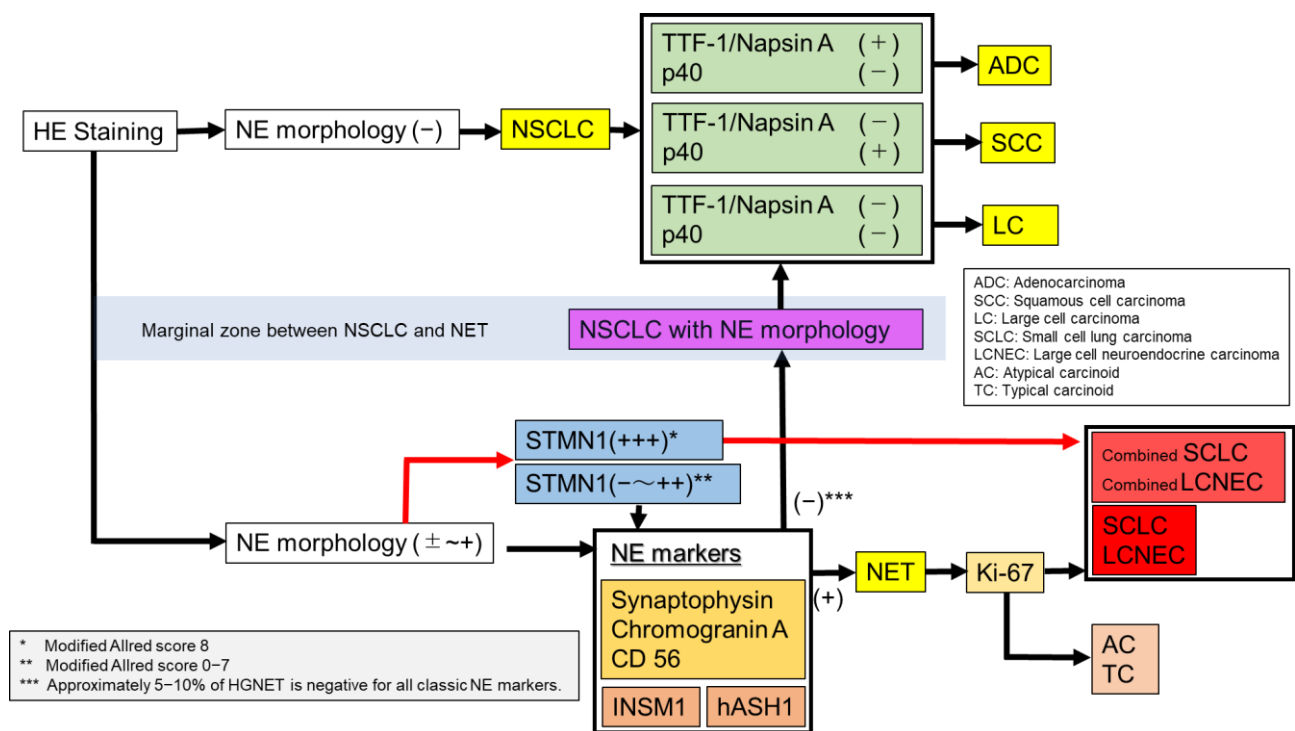 HE Staining
NE morphology (−)
NSCLC
TTF-1/Napsin A (+)
p40 (−)
ADC
TTF-1/Napsin A (−)
p40 (+)
SCC
TTF-1/Napsin A (−)
p40 (−)
LC
Marginal zone between NSCLC and NET
NSCLC with NE morphology
ADC: Adenocarcinoma
SCC: Squamous cell carcinoma
LC: Large cell carcinoma
SCLC: Small cell lung carcinoma
LCNEC: Large cell neuroendocrine carcinoma
AC: Atypical carcinoid
TC: Typical carcinoid
STMN1(+++)*
STMN1(−～++)**
(−)***
NE morphology (±~+)
NE markers
Synaptophysin
Chromogranin A
CD 56
INSM1
hASH1
(+)
NET
Ki-67
Combined SCLC
Combined LCNEC
SCLC
LCNEC
AC
TC
* Modified Allred score 8
** Modified Allred score 0−7
*** Approximately 5−10% of HGNET is negative for all classic NE markers.